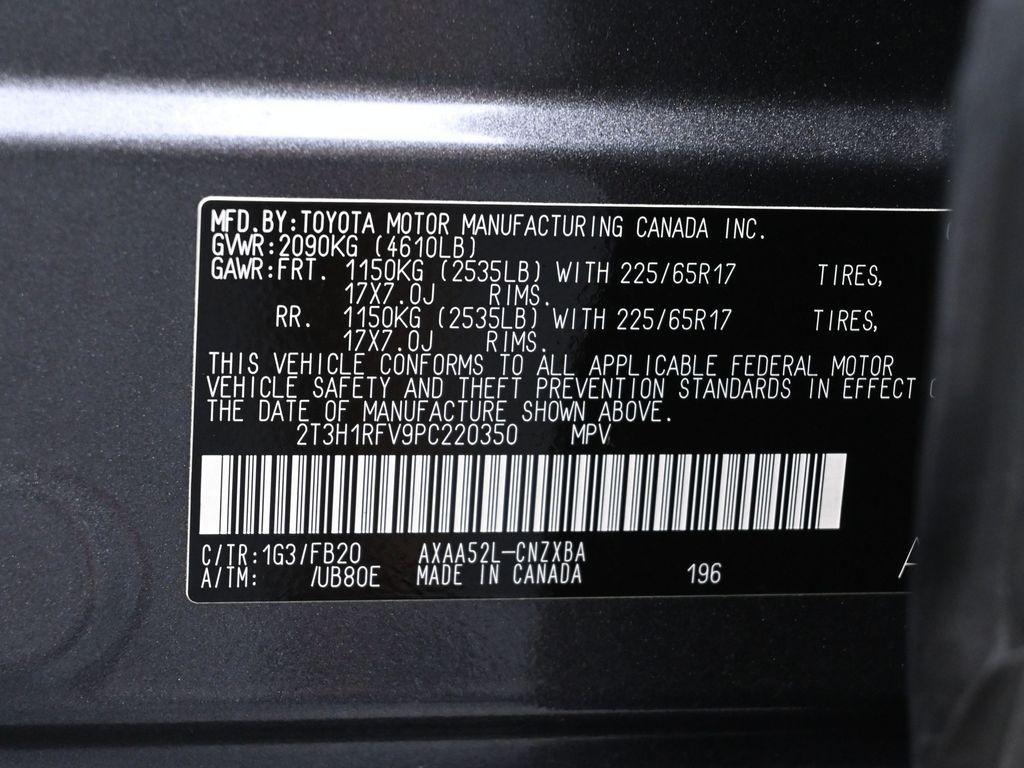 MFD.BY:TOYOTA MOTOR MANUFACTURING CANADA INC.
GVWR:2090KG (4610LB)
GAWR:FRT. 1150KG (2535LB) WITH 225/65R17 TIRES,
17X7.0J RIMS.
RR. 1150KG (2535LB) WITH 225/65R17 TIRES,
17X7.0J RIMS.
THIS VEHICLE CONFORMS TO ALL APPLICABLE FEDERAL MOTOR
VEHICLE SAFETY AND THEFT PREVENTION STANDARDS IN EFFECT
THE DATE OF MANUFACTURE SHOWN ABOVE.
2T3H1RFV9PC220350 MPV
C/TR:1G3/FB20 AXAA52L-CNZXBA
A/TM: /UB80E MADE IN CANADA 196